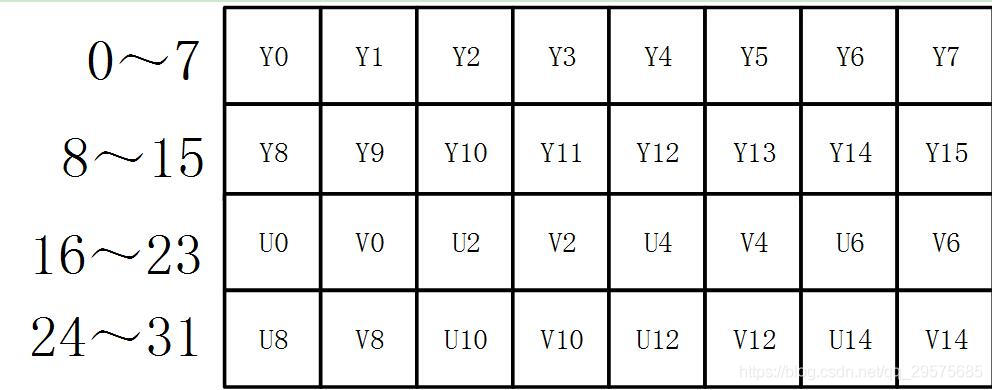 0～7 Y0 Y1 Y2 Y3 Y4 Y5 Y6 Y7
8～15 Y8 Y9 Y10 Y11 Y12 Y13 Y14 Y15
16～23 U0 V0 U2 V2 U4 V4 U6 V6
24～31 U8 V8 U10 V10 U12 V12 U14 V14
https://blog.csdn.net/qq_29575685